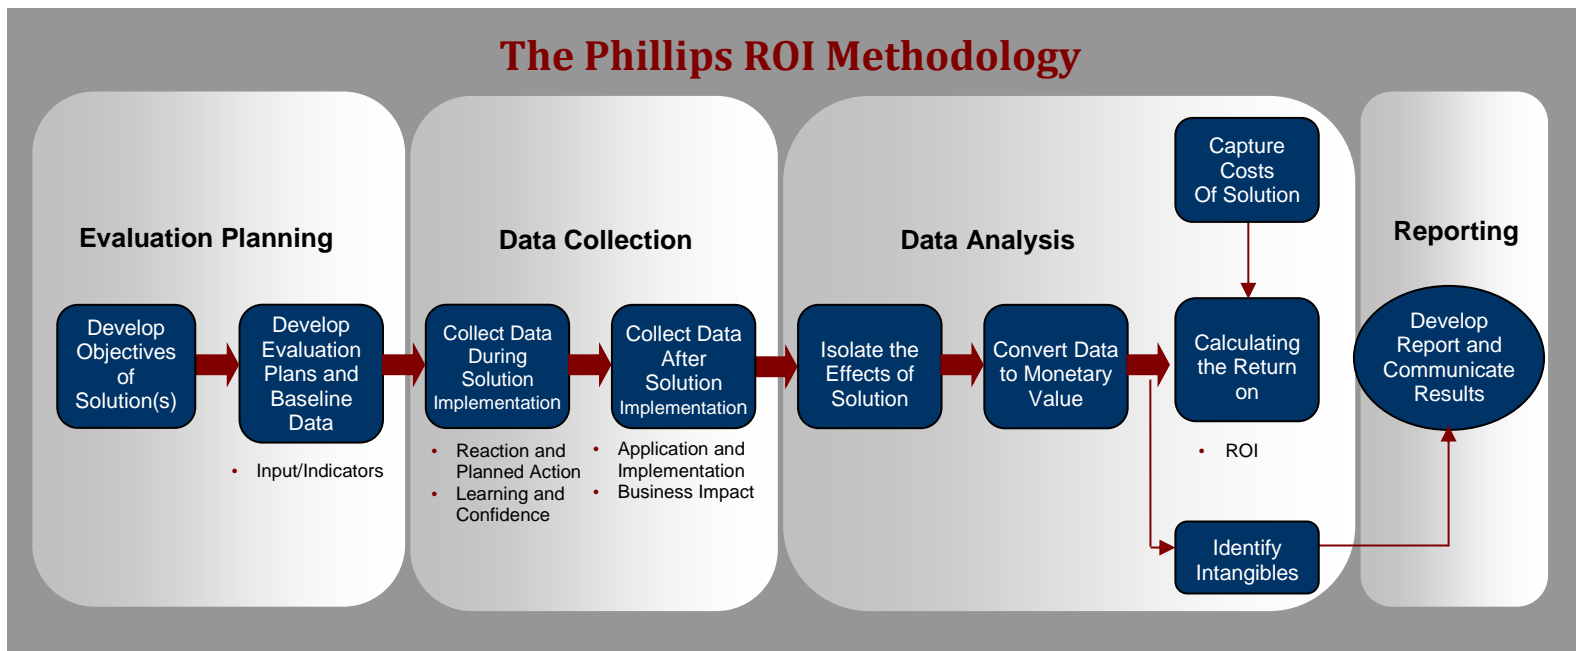 The Phillips ROI Methodology
Evaluation Planning
Develop
Objectives
of
Solution(s)
Develop
Evaluation
Plans and
Baseline
Data
• Input/Indicators
Data Collection
Collect Data
During
Solution
Implementation
• Reaction and
Planned Action
• Learning and
Confidence
Collect Data
After
Solution
Implementation
• Application and
Implementation
• Business Impact
Data Analysis
Isolate the
Effects of
Solution
Convert Data
to Monetary
Value
Capture
Costs
Of Solution
Calculating
the Return
on
• ROI
Identify
Intangibles
Reporting
Develop
Report and
Communicate
Results